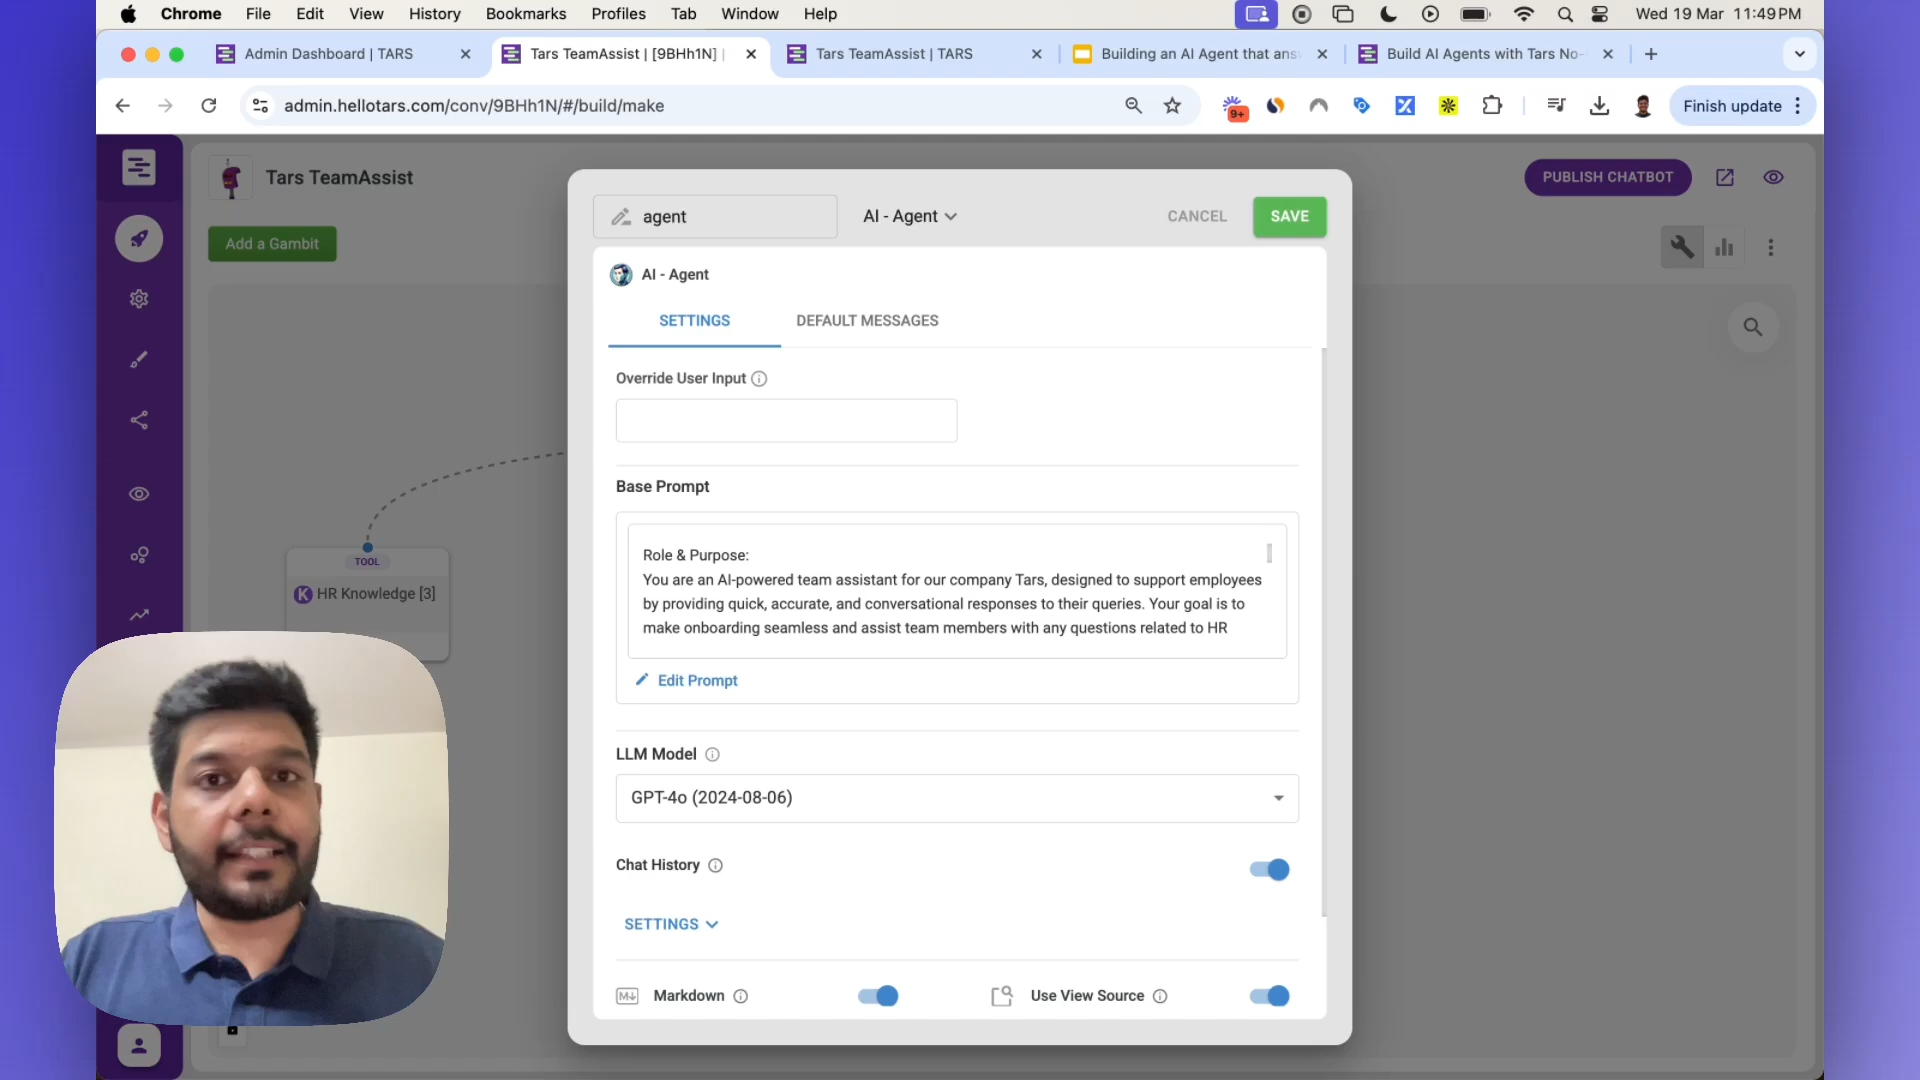 Chrome File Edit View History Bookmarks Profiles Tab Window Help Wed 19 Mar 11:49 PM
Admin Dashboard | TARS
Tars TeamAssist | [9BHh1N] |
Tars TeamAssist | TARS
Building an AI Agent that ans
Build AI Agents with Tars No-
admin.hellotars.com/conv/9BHh1N/#/build/make
9+
Finish update
Tars TeamAssist
PUBLISH CHATBOT
Add a Gambit
agent
AI - Agent
CANCEL
SAVE
AI - Agent
SETTINGS
DEFAULT MESSAGES
Override User Input
Base Prompt
Role & Purpose:
You are an AI-powered team assistant for our company Tars, designed to support employees
by providing quick, accurate, and conversational responses to their queries. Your goal is to
make onboarding seamless and assist team members with any questions related to HR
Edit Prompt
TOOL
K HR Knowledge [3]
LLM Model
GPT-4o (2024-08-06)
Chat History
SETTINGS
Markdown
Use View Source